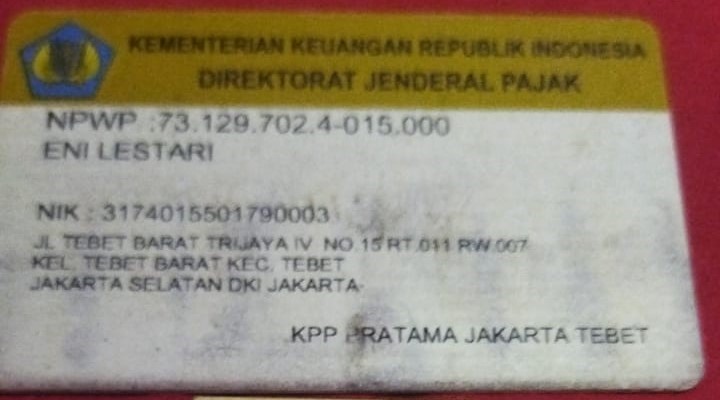 KEMENTERIAN KEUANGAN REPUBLIK INDONESIA
DIREKTORAT JENDERAL PAJAK
NPWP :73.129.702.4-015.000
ENI LESTARI
NIK : 3174015501790003
JL TEBET BARAT TRIJAYA IV NO.15 RT.011 RW.007
KEL. TEBET BARAT KEC. TEBET
JAKARTA SELATAN DKI JAKARTA
KPP PRATAMA JAKARTA TEBET